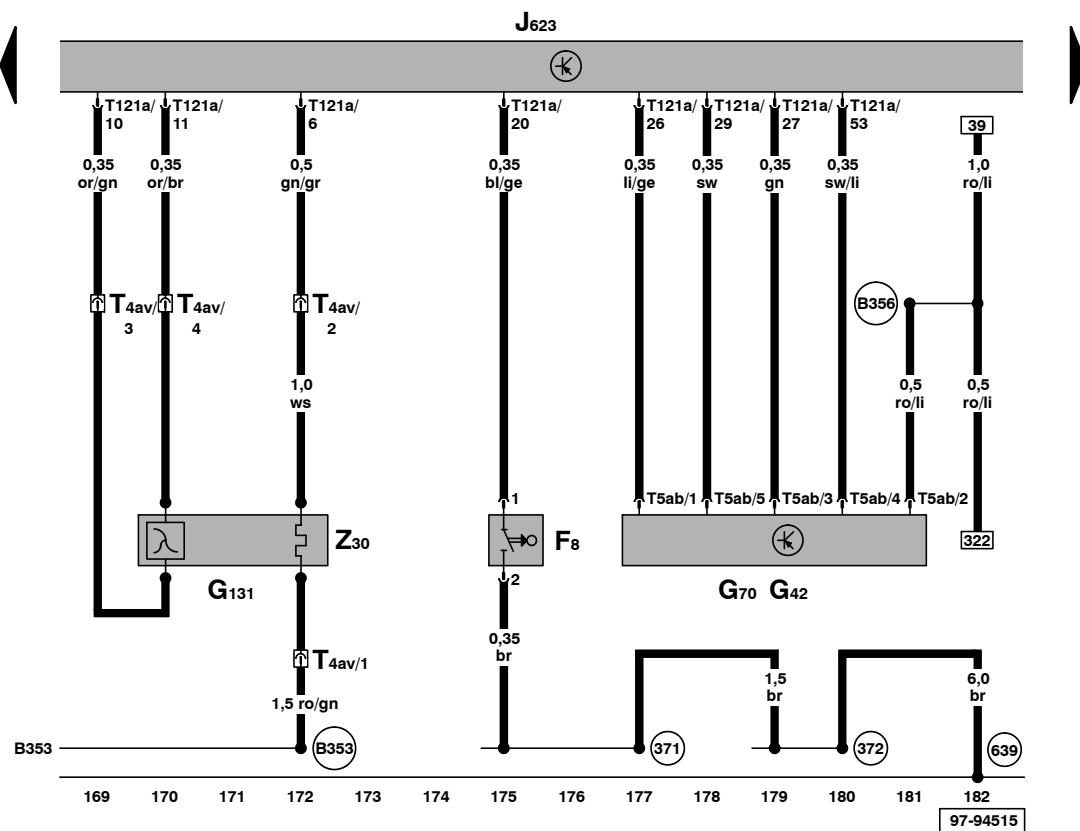 J623
T121a/ T121a/ T121a/ T121a/ T121a/ T121a/ T121a/ T121a/
10 11 6 20 26 29 27 53 39
0,35 0,35 0,5 0,35 0,35 0,35 0,35 0,35 1,0
or/gn or/br gn/gr bl/ge li/ge sw gn sw/li ro/li
T4av/ T4av/ T4av/ B356
3 4 2
1,0 0,5 0,5
ws ro/li ro/li
1 T5ab/1 T5ab/5 T5ab/3 T5ab/4 T5ab/2
Z30 F8 322
2
G131 G70 G42
0,35
br
T4av/1
1,5 6,0
br br
1,5 ro/gn
B353 B353 371 372 639
169 170 171 172 173 174 175 176 177 178 179 180 181 182
97-94515